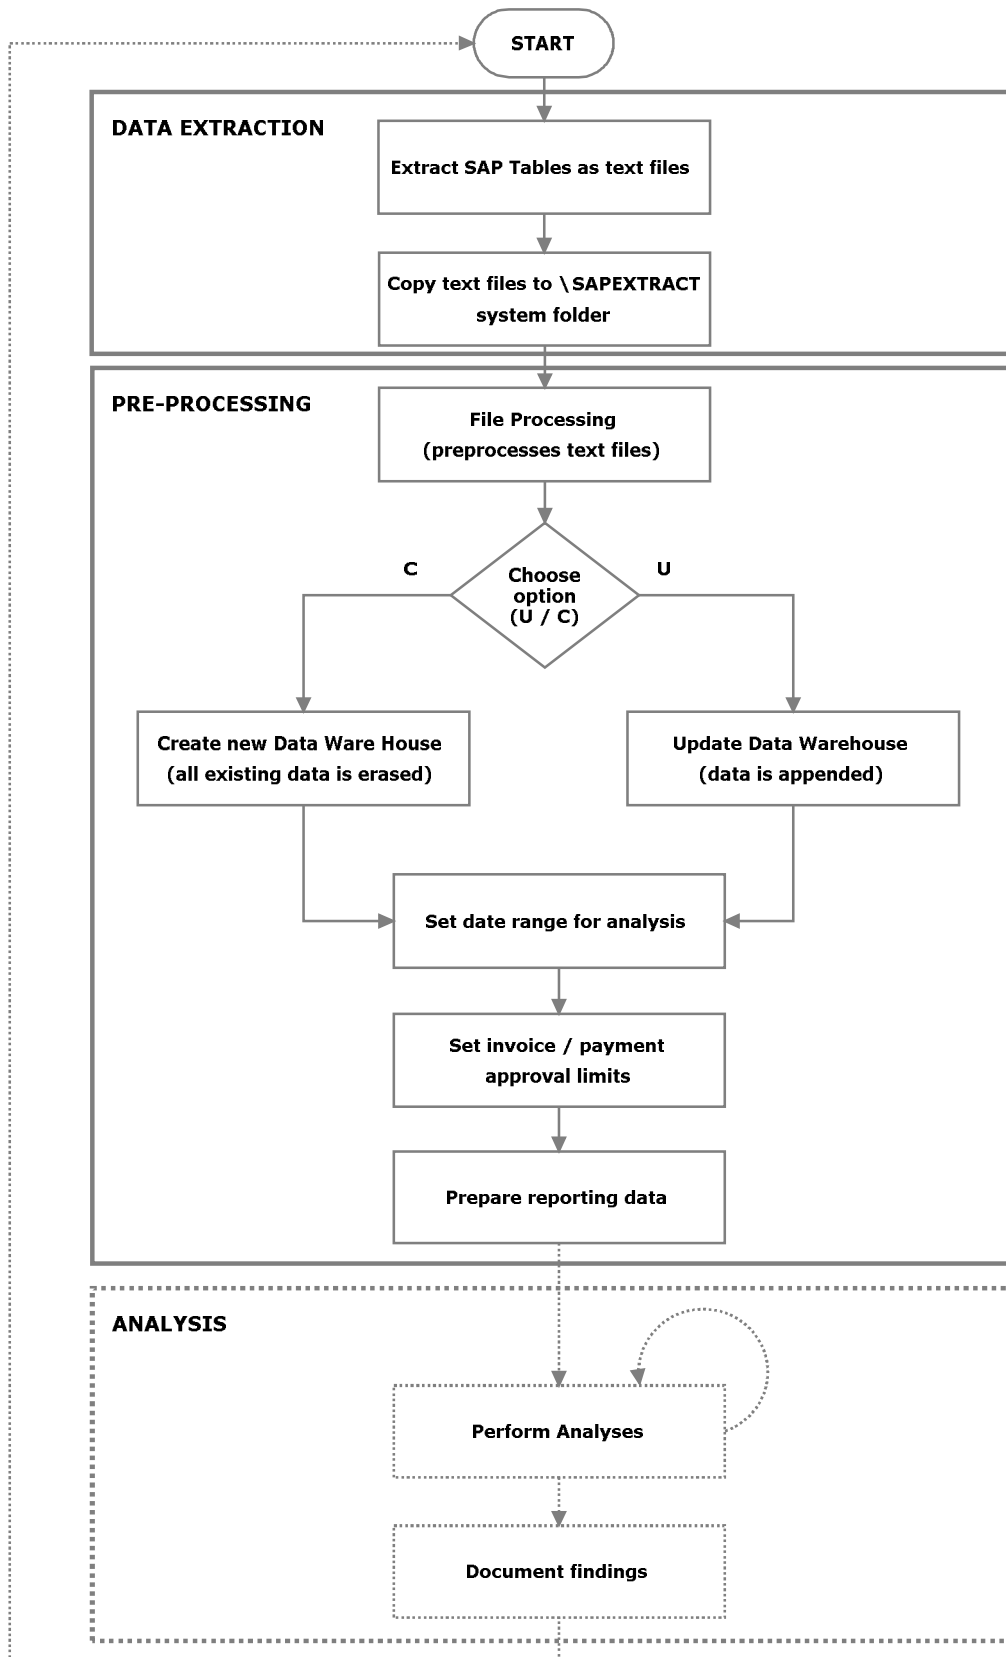 START
DATA EXTRACTION
Extract SAP Tables as text files
Copy text files to \SAPEXTRACT
system folder
PRE-PROCESSING
File Processing
(preprocesses text files)
C
U
Choose
option
(U / C)
Create new Data Ware House
(all existing data is erased)
Update Data Warehouse
(data is appended)
Set date range for analysis
Set invoice / payment
approval limits
Prepare reporting data
ANALYSIS
Perform Analyses
Document findings